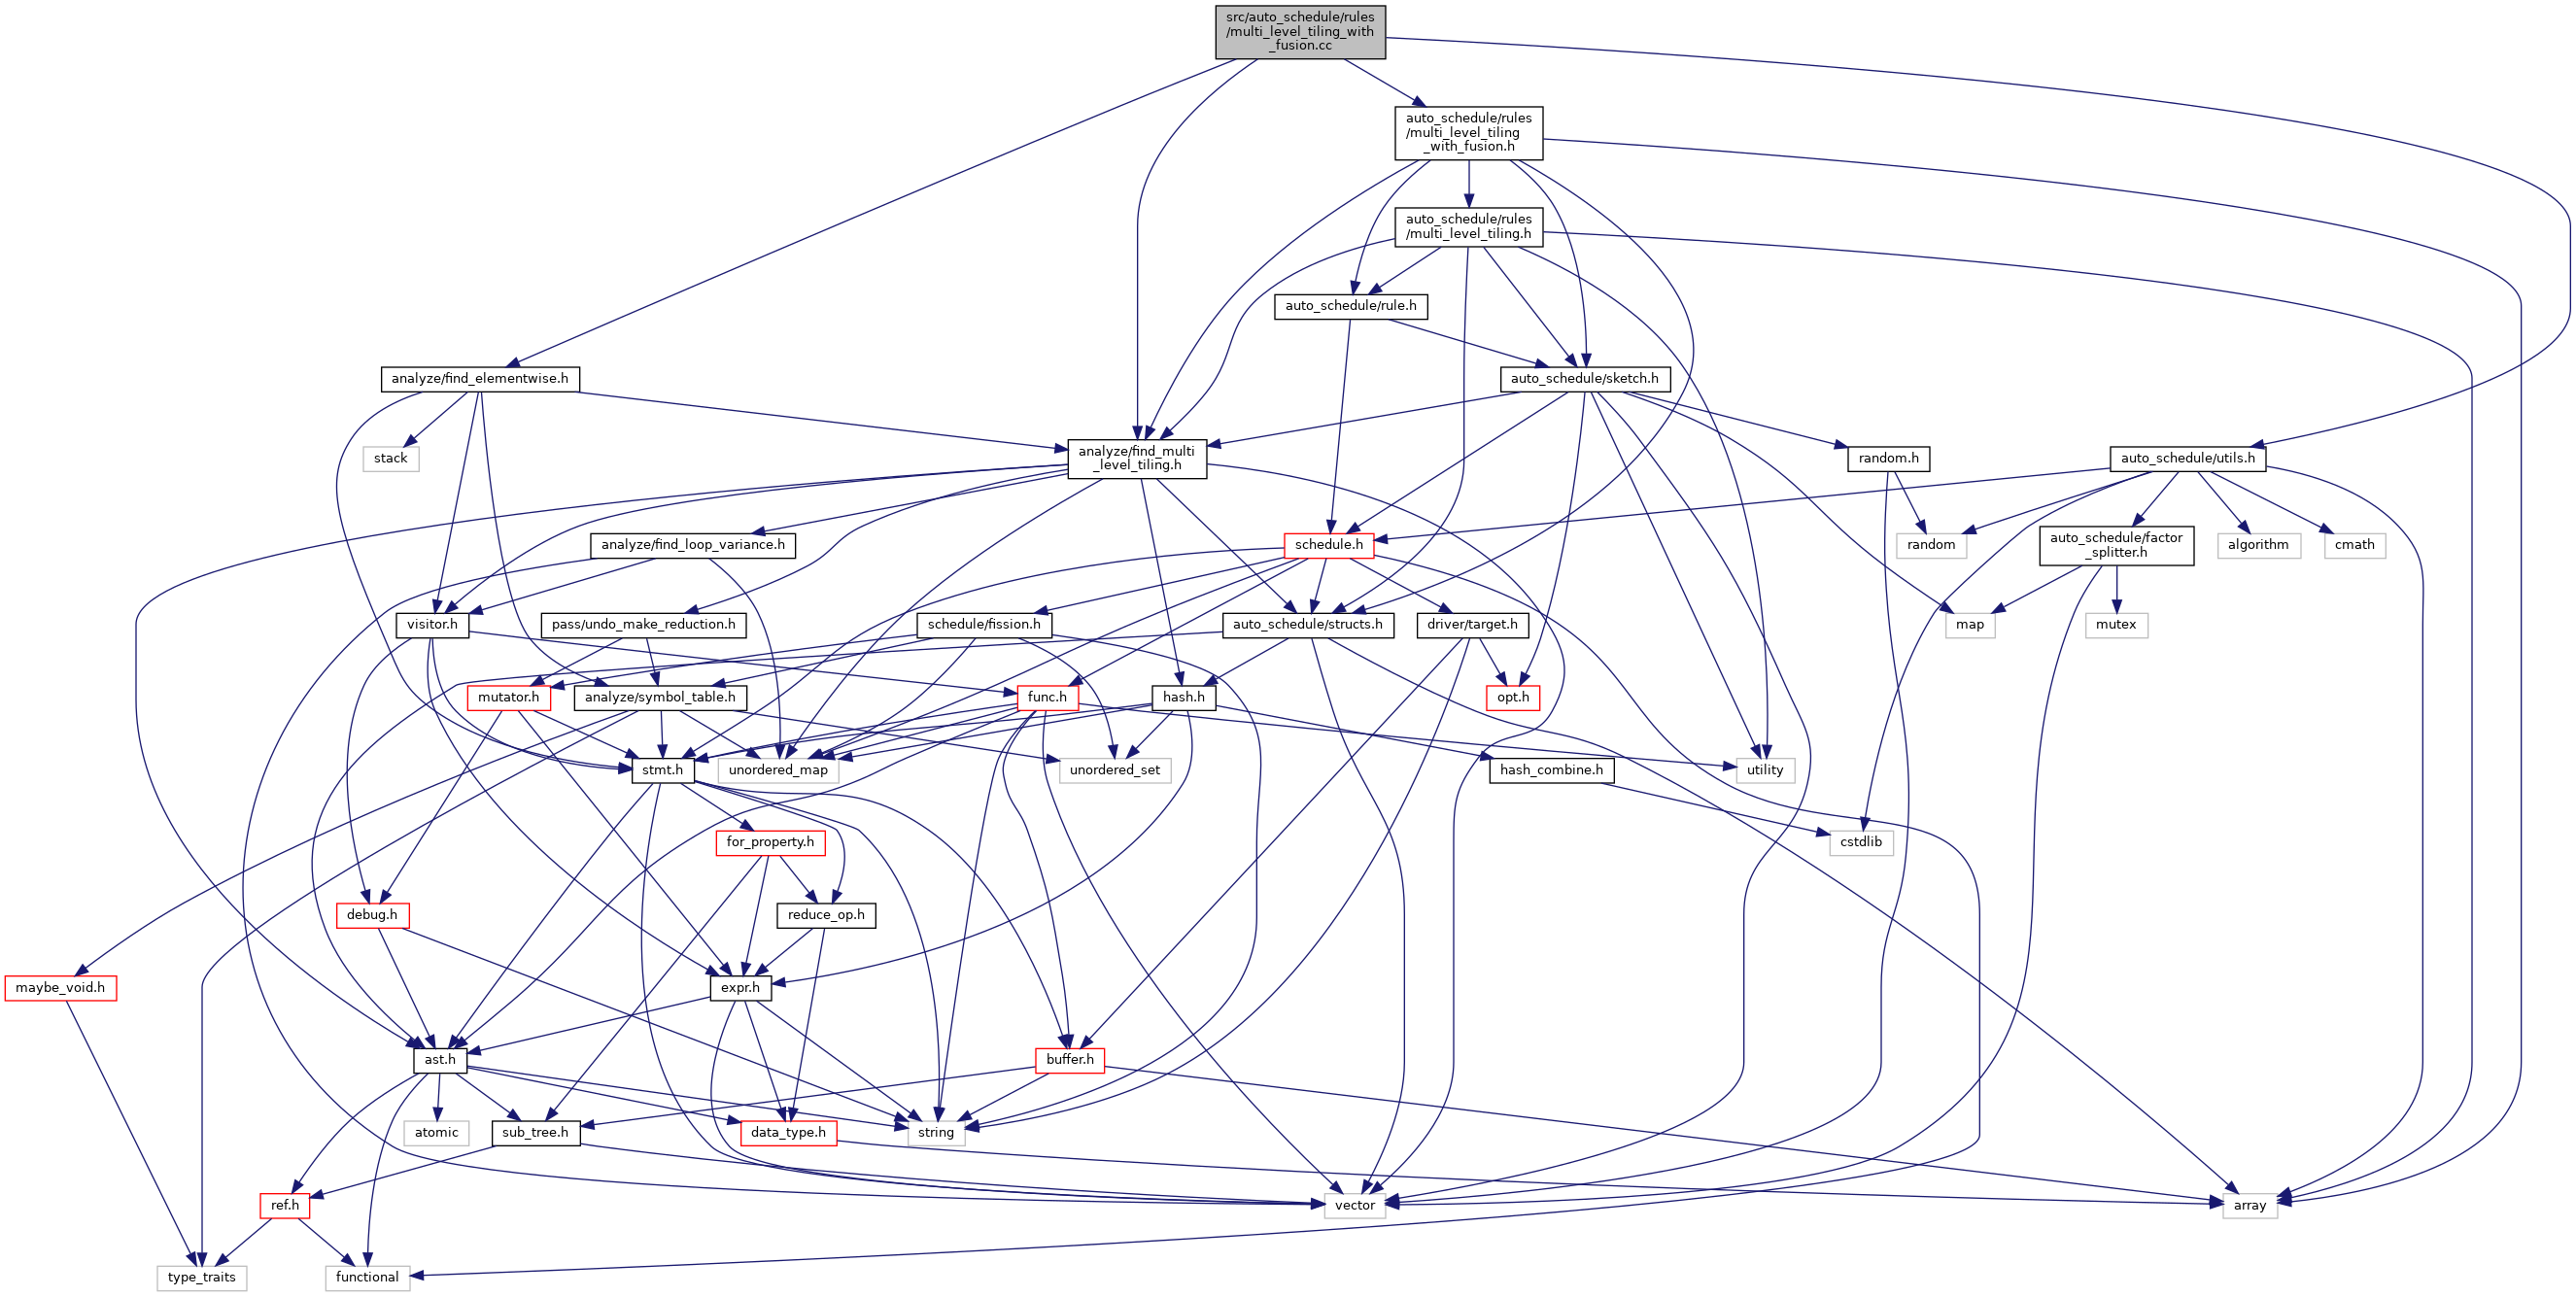 src/auto_schedule/rules
/multi_level_tiling_with
_fusion.cc
auto_schedule/rules
/multi_level_tiling
_with_fusion.h
auto_schedule/rules
/multi_level_tiling.h
auto_schedule/rule.h
analyze/find_elementwise.h
auto_schedule/sketch.h
stack
analyze/find_multi
_level_tiling.h
random.h
auto_schedule/utils.h
analyze/find_loop_variance.h
schedule.h
random
auto_schedule/factor
_splitter.h
algorithm
cmath
visitor.h
pass/undo_make_reduction.h
schedule/fission.h
auto_schedule/structs.h
driver/target.h
map
mutex
mutator.h
analyze/symbol_table.h
func.h
hash.h
opt.h
stmt.h
unordered_map
unordered_set
hash_combine.h
utility
for_property.h
cstdlib
debug.h
reduce_op.h
maybe_void.h
expr.h
ast.h
buffer.h
atomic
sub_tree.h
data_type.h
string
ref.h
vector
array
type_traits
functional